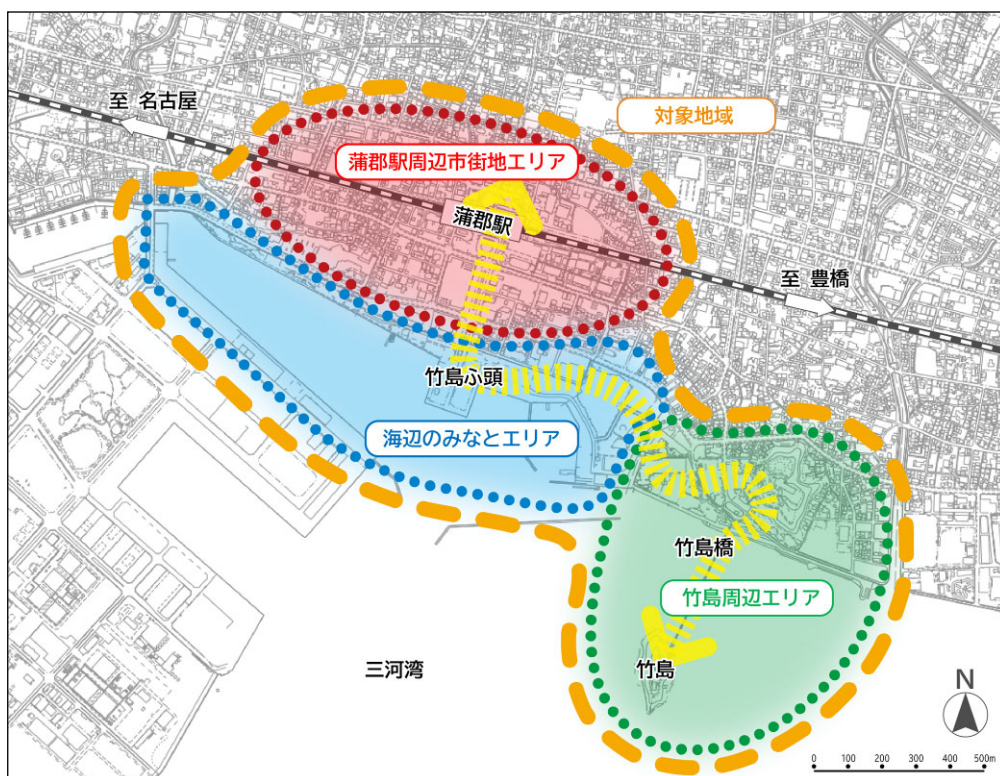 至 名古屋
対象地域
蒲郡駅周辺市街地エリア
蒲郡駅
至 豊橋
竹島ふ頭
海辺のみなとエリア
竹島橋
竹島周辺エリア
三河湾
竹島
N
0 100 200 300 400 500m